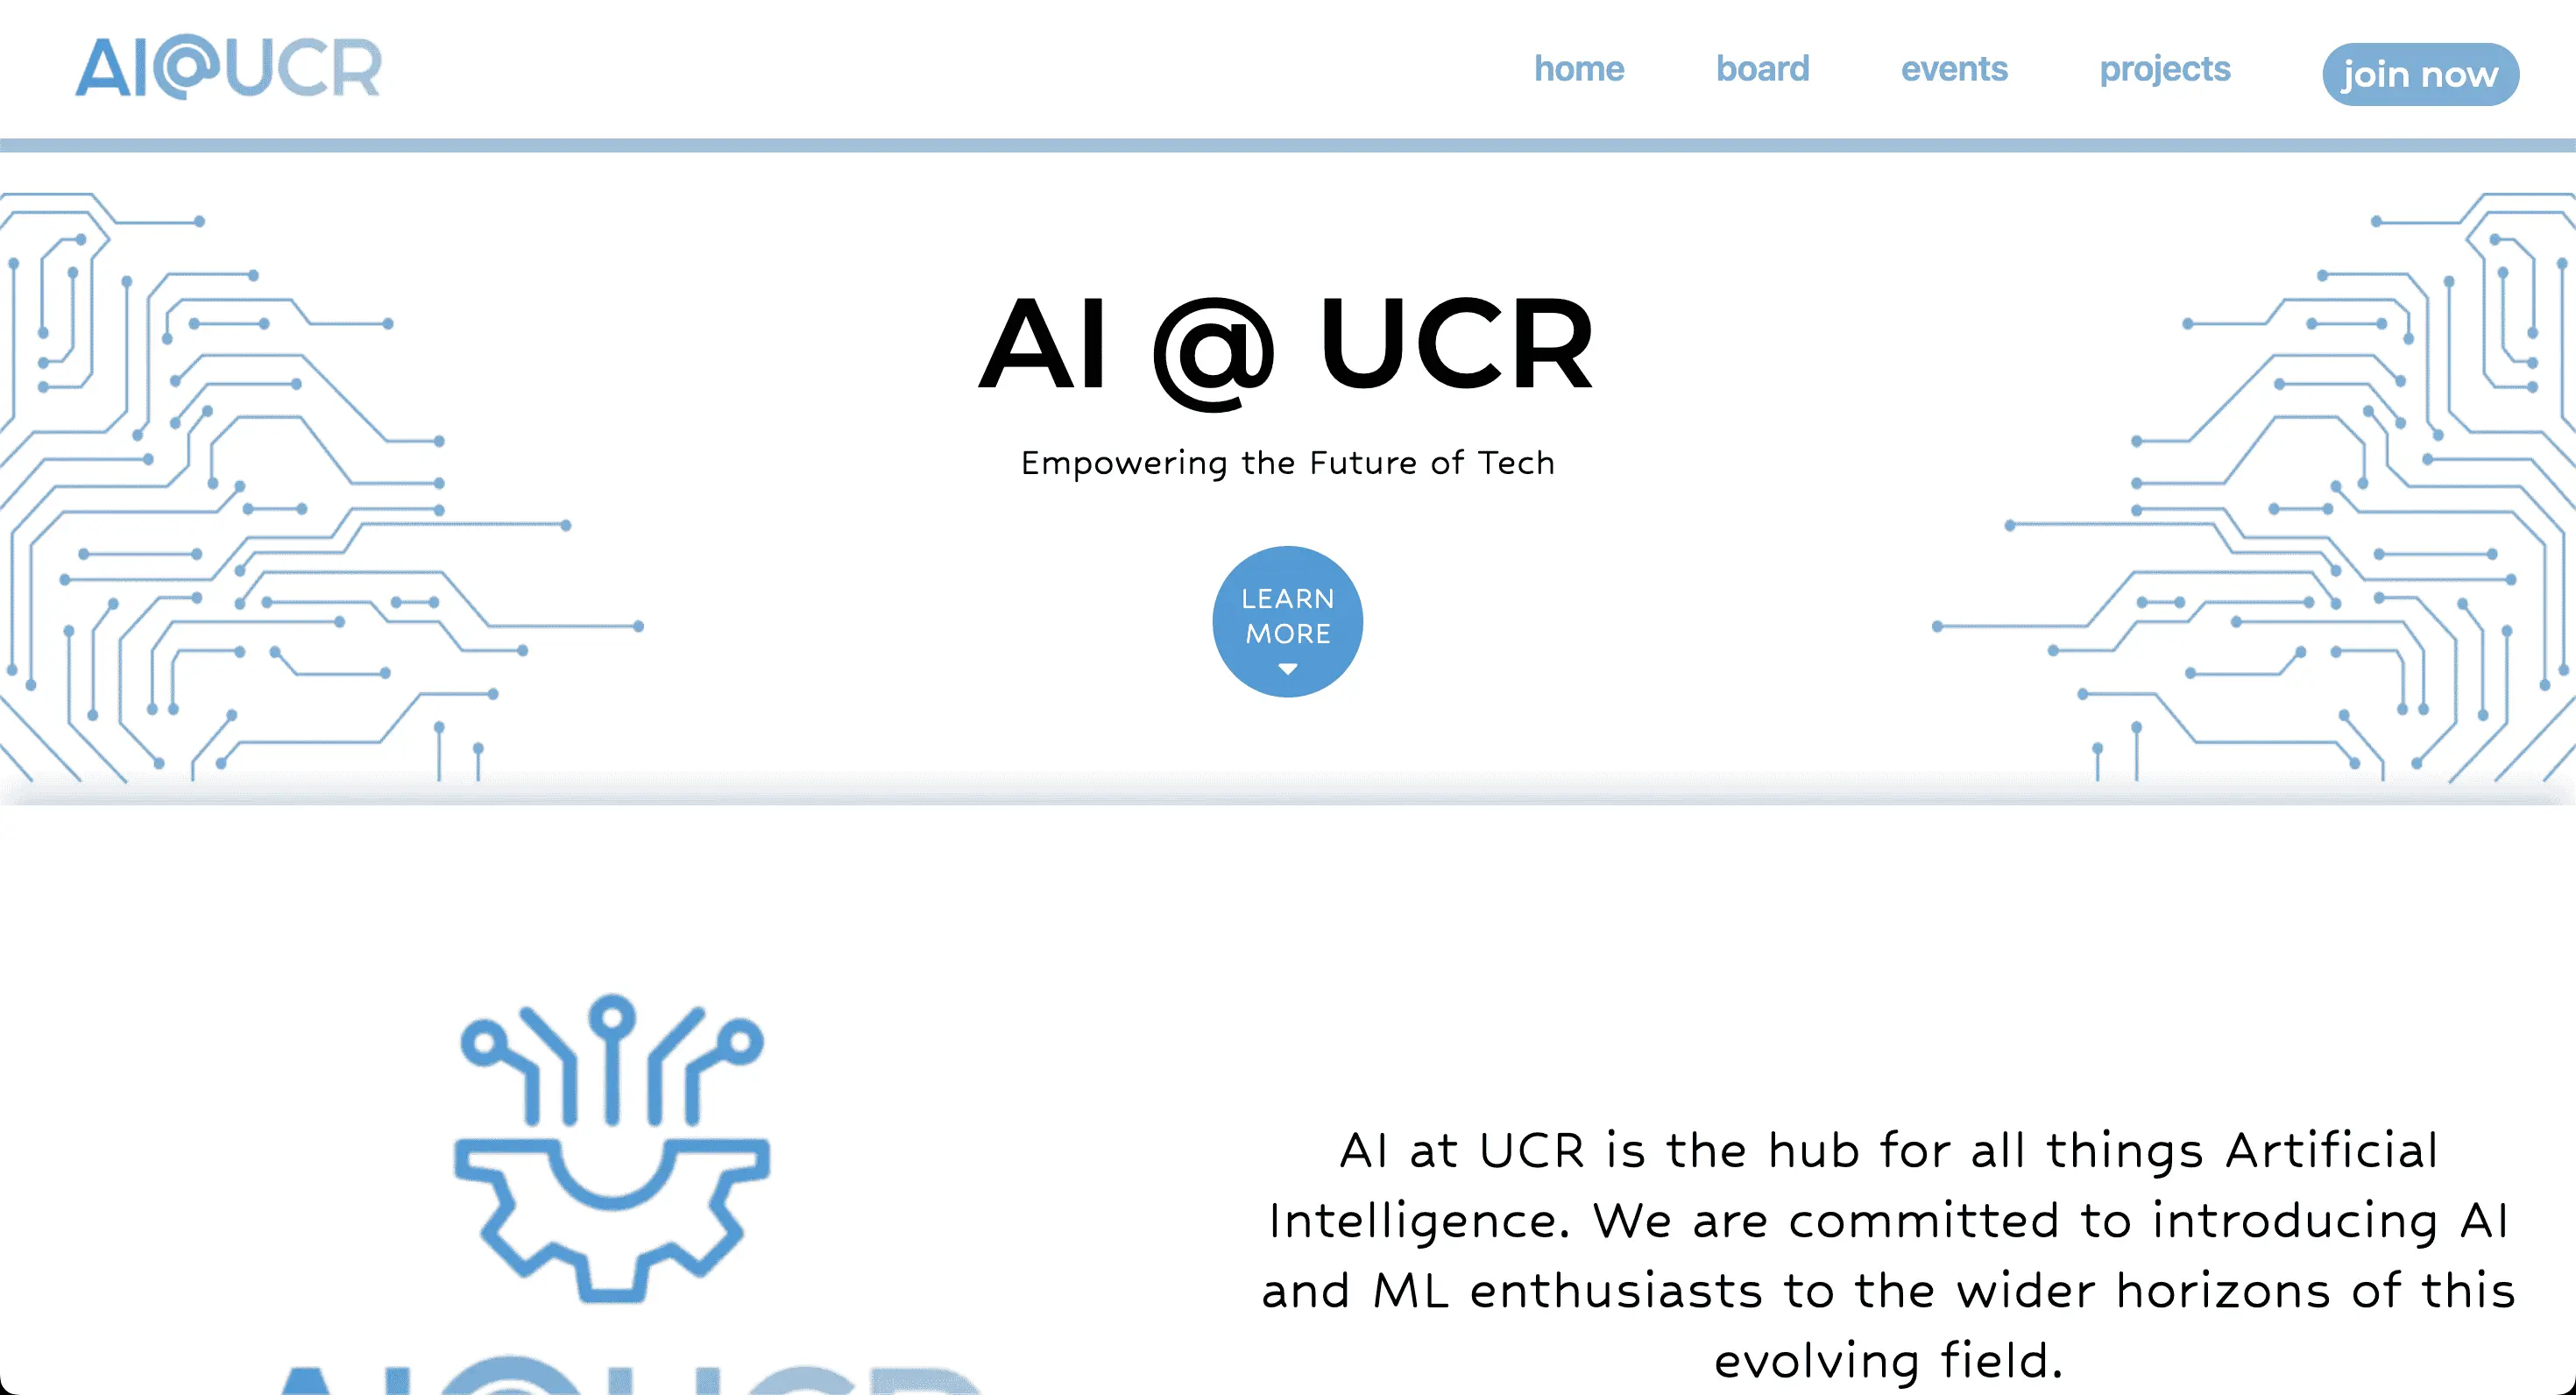 AI@UCR
home
board
events
projects
join now
AI @ UCR
Empowering the Future of Tech
LEARN
MORE
AI at UCR is the hub for all things Artificial
Intelligence. We are committed to introducing AI
and ML enthusiasts to the wider horizons of this
evolving field.
AI@UCR